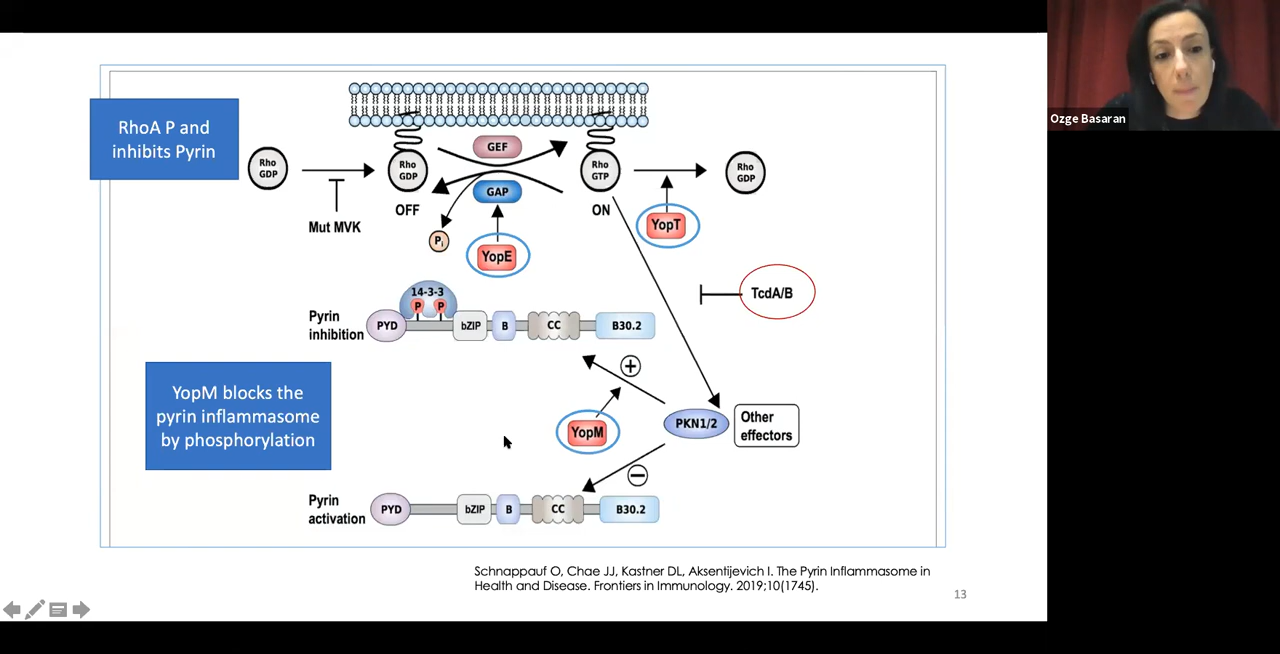 RhoA P and
inhibits Pyrin
Rho
GDP
Rho
GDP
OFF
GEF
GAP
Rho
GTP
ON
Rho
GDP
Mut MVK
Pi
YopE
YopT
TcdA/B
Pyrin
inhibition
14-3-3
P P
PYD
bZIP
B
CC
B30.2
YopM blocks the
pyrin inflammasome
by phosphorylation
+
YopM
PKN1/2
Other
effectors
−
Pyrin
activation
PYD
bZIP
B
CC
B30.2
Schnappauf O, Chae JJ, Kastner DL, Aksentijevich I. The Pyrin Inflammasome in
Health and Disease. Frontiers in Immunology. 2019;10(1745).
13
Ozge Basaran